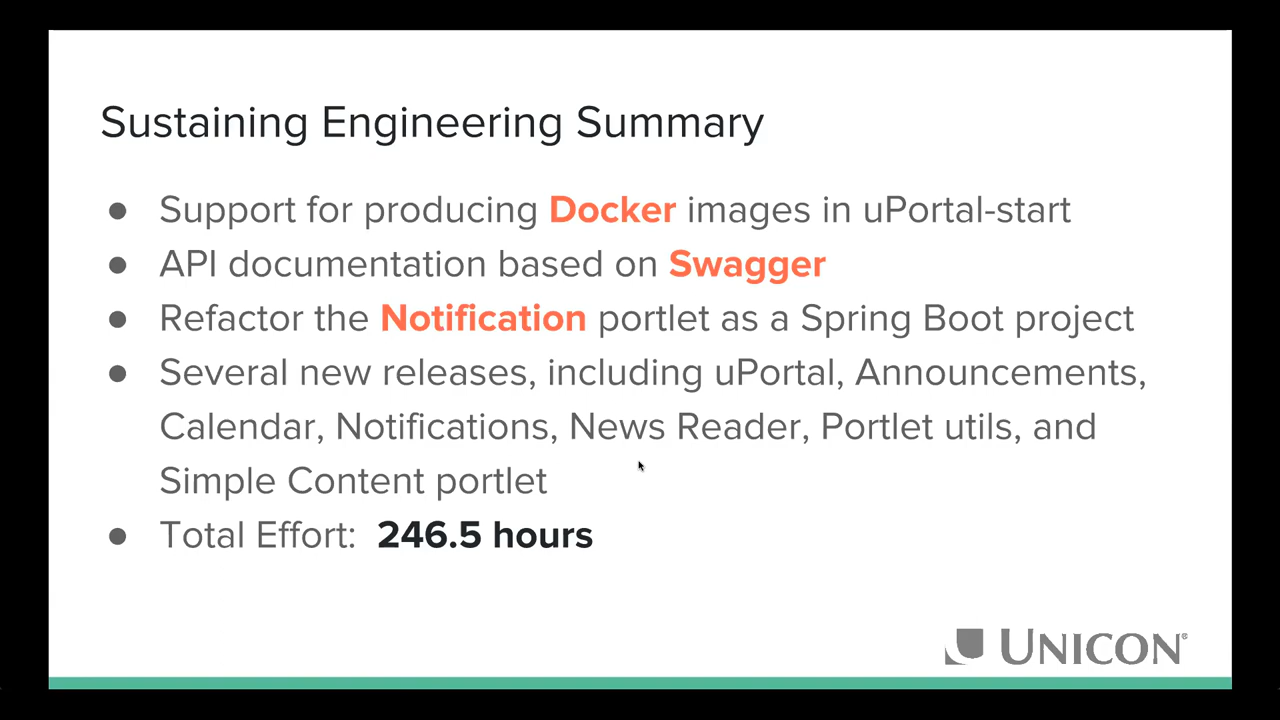 Sustaining Engineering Summary
● Support for producing Docker images in uPortal-start
● API documentation based on Swagger
● Refactor the Notification portlet as a Spring Boot project
● Several new releases, including uPortal, Announcements,
Calendar, Notifications, News Reader, Portlet utils, and
Simple Content portlet
● Total Effort: 246.5 hours
UNICON®